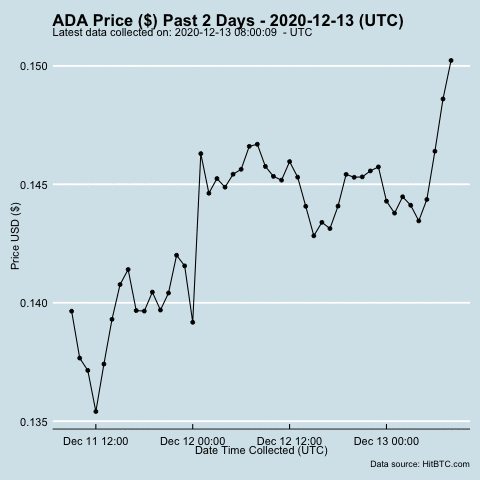 ADA Price ($) Past 2 Days - 2020-12-13 (UTC)
Latest data collected on: 2020-12-13 08:00:09  - UTC
0.150
0.145
0.140
0.135
Price USD ($)
Dec 11 12:00 Dec 12 00:00 Dec 12 12:00 Dec 13 00:00
Date Time Collected (UTC)
Data source: HitBTC.com